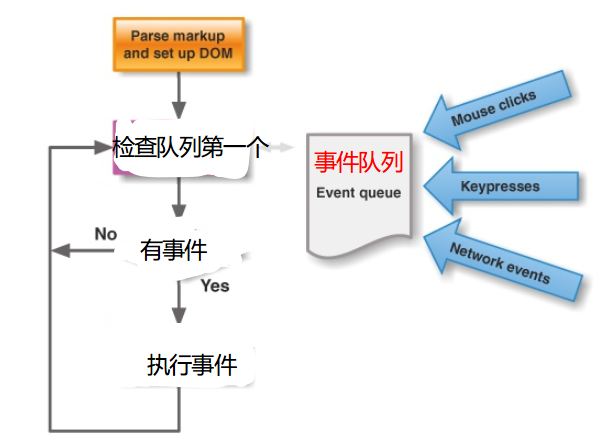 Parse markup
and set up DOM
检查队列第一个
事件队列
Event queue
Mouse clicks
Keypresses
Network events
No
有事件
Yes
执行事件